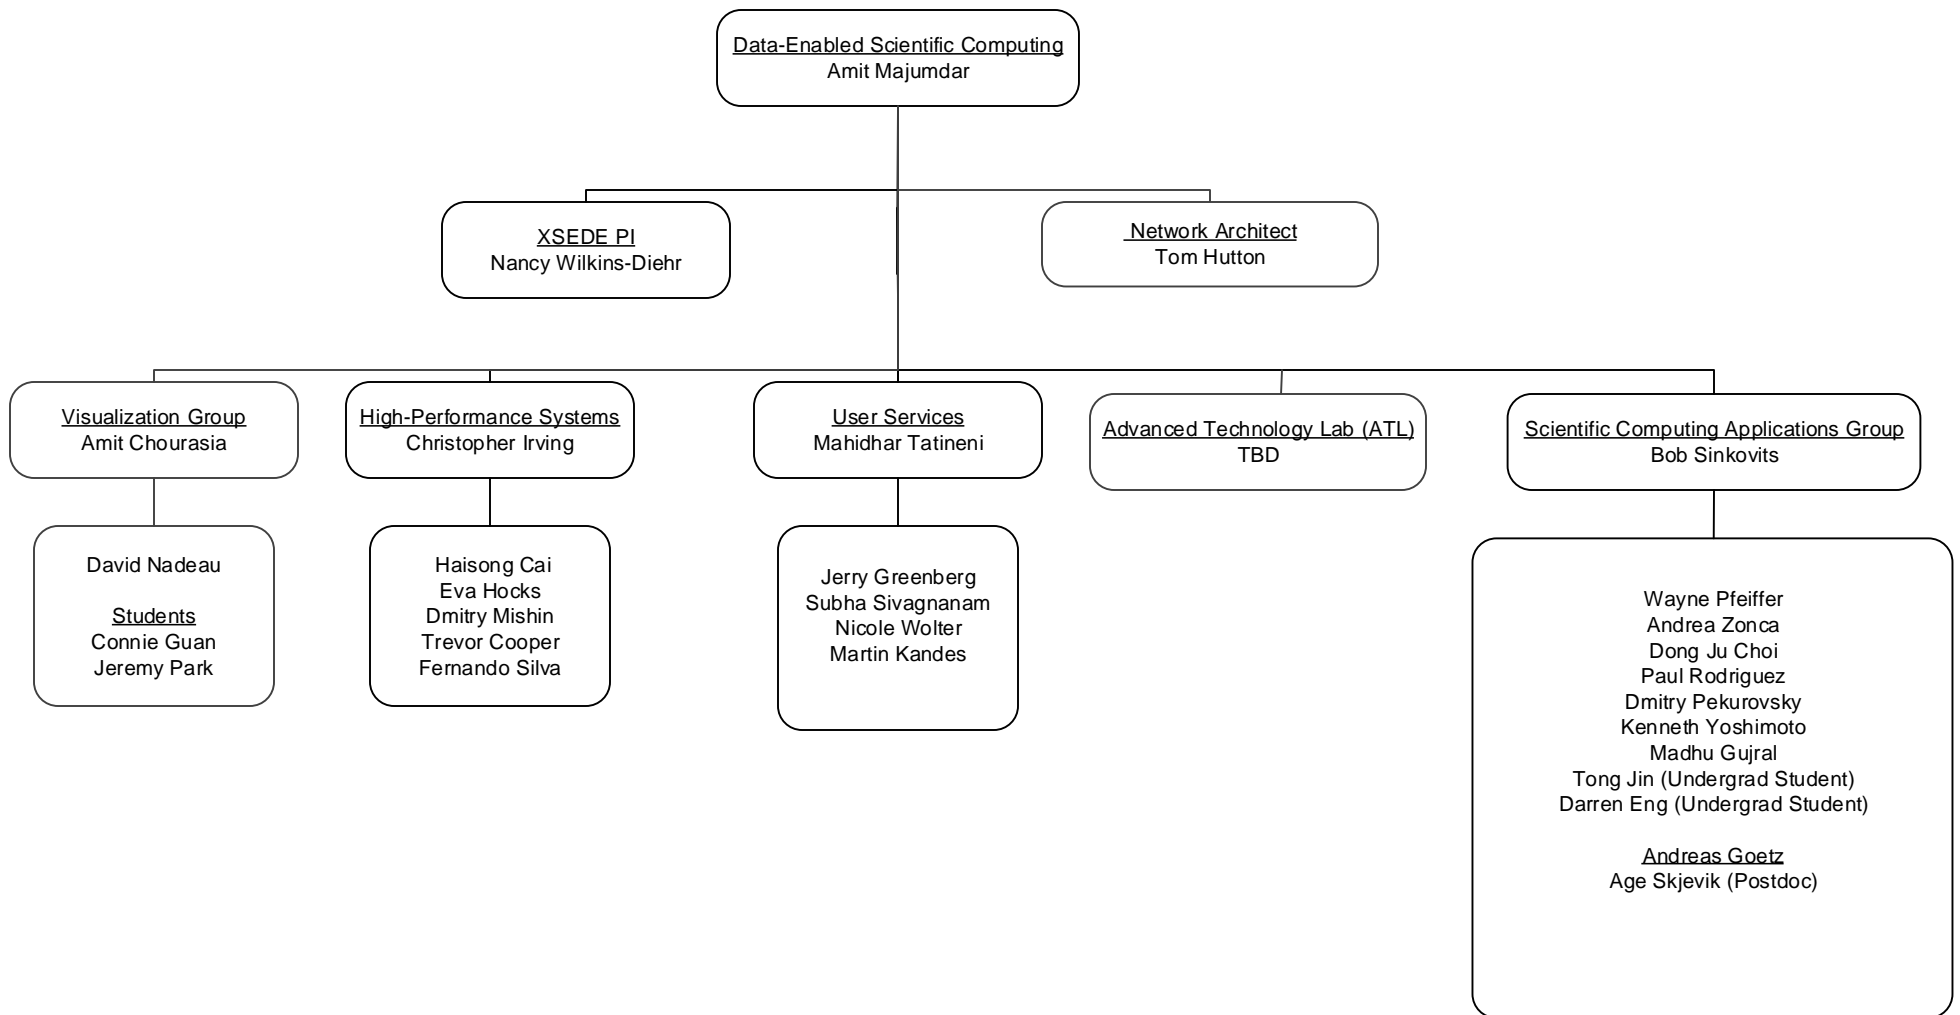 Data-Enabled Scientific Computing
Amit Majumdar
XSEDE PI
Nancy Wilkins-Diehr
Network Architect
Tom Hutton
Visualization Group
Amit Chourasia
High-Performance Systems
Christopher Irving
User Services
Mahidhar Tatineni
Advanced Technology Lab (ATL)
TBD
Scientific Computing Applications Group
Bob Sinkovits
David Nadeau
Students
Connie Guan
Jeremy Park
Haisong Cai
Eva Hocks
Dmitry Mishin
Trevor Cooper
Fernando Silva
Jerry Greenberg
Subha Sivagnanam
Nicole Wolter
Martin Kandes
Wayne Pfeiffer
Andrea Zonca
Dong Ju Choi
Paul Rodriguez
Dmitry Pekurovsky
Kenneth Yoshimoto
Madhu Gujral
Tong Jin (Undergrad Student)
Darren Eng (Undergrad Student)
Andreas Goetz
Age Skjevik (Postdoc)